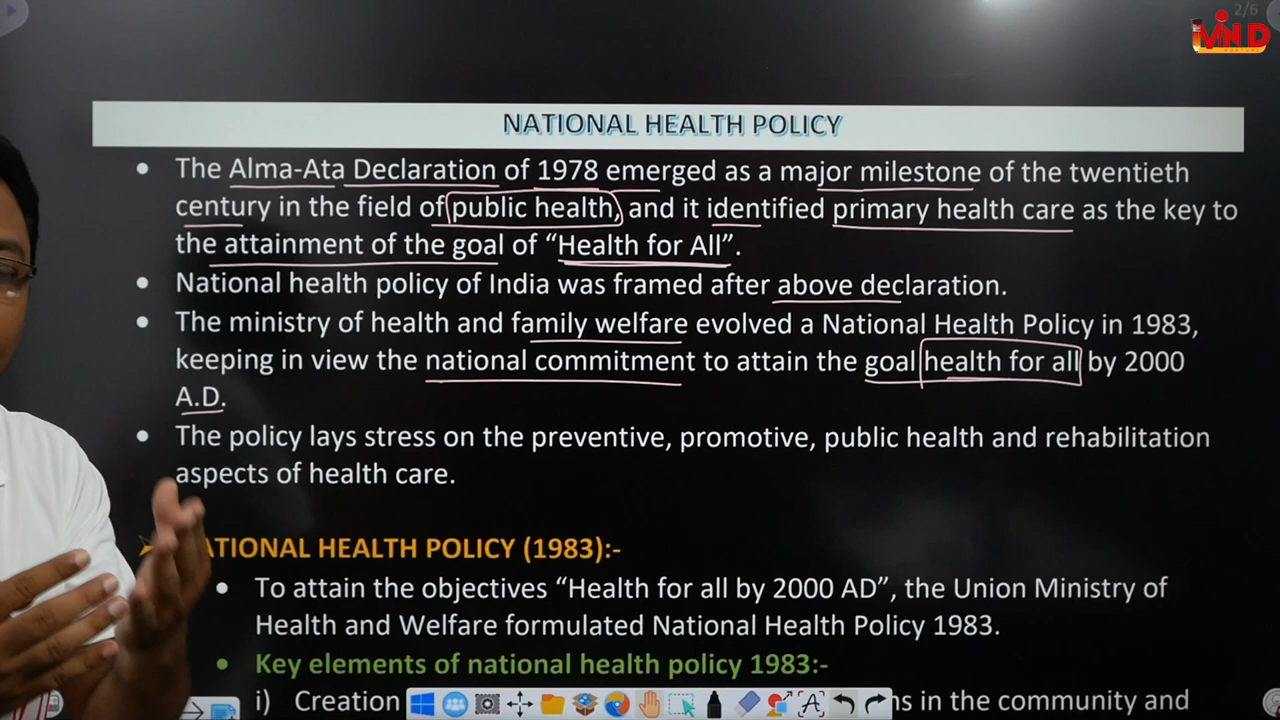 2/6
MIND
NATIONAL HEALTH POLICY
• The Alma-Ata Declaration of 1978 emerged as a major milestone of the twentieth
century in the field of public health, and it identified primary health care as the key to
the attainment of the goal of “Health for All”.
• National health policy of India was framed after above declaration.
• The ministry of health and family welfare evolved a National Health Policy in 1983,
keeping in view the national commitment to attain the goal health for all by 2000
A.D.
• The policy lays stress on the preventive, promotive, public health and rehabilitation
aspects of health care.
ATIONAL HEALTH POLICY (1983):-
• To attain the objectives “Health for all by 2000 AD”, the Union Ministry of
Health and Welfare formulated National Health Policy 1983.
• Key elements of national health policy 1983:-
i) Creation ns in the community and